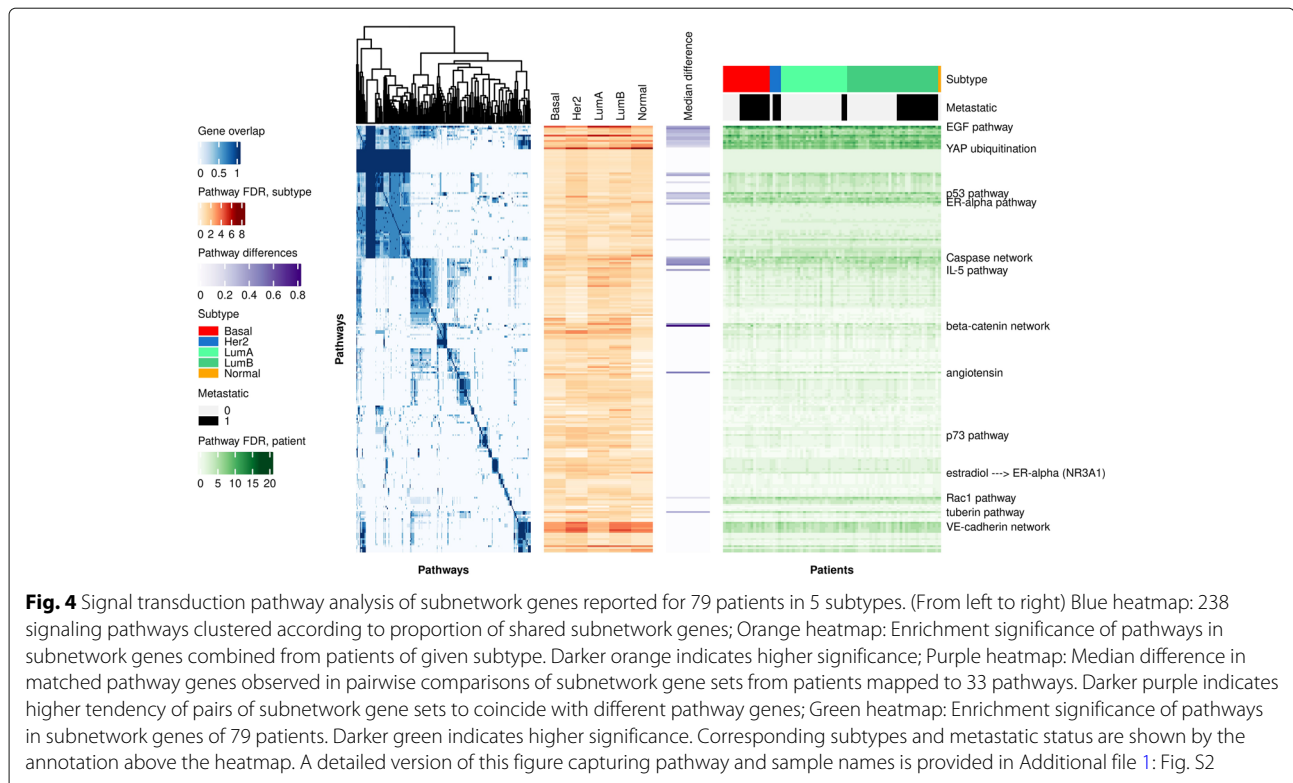 Gene overlap
0 0.5 1
Pathway FDR, subtype
0 2 4 6 8
Pathway differences
0 0.2 0.4 0.6 0.8
Subtype
Basal
Her2
LumA
LumB
Normal
Metastatic
0
1
Pathway FDR, patient
0 5 10 15 20
Pathways
Pathways
Basal
Her2
LumA
LumB
Normal
Median difference
Subtype
Metastatic
EGF pathway
YAP ubiquitination
p53 pathway
ER-alpha pathway
Caspase network
IL-5 pathway
beta-catenin network
angiotensin
p73 pathway
estradiol ---> ER-alpha (NR3A1)
Rac1 pathway
tuberin pathway
VE-cadherin network
Patients
Fig. 4 Signal transduction pathway analysis of subnetwork genes reported for 79 patients in 5 subtypes. (From left to right) Blue heatmap: 238
signaling pathways clustered according to proportion of shared subnetwork genes; Orange heatmap: Enrichment significance of pathways in
subnetwork genes combined from patients of given subtype. Darker orange indicates higher significance; Purple heatmap: Median difference in
matched pathway genes observed in pairwise comparisons of subnetwork gene sets from patients mapped to 33 pathways. Darker purple indicates
higher tendency of pairs of subnetwork gene sets to coincide with different pathway genes; Green heatmap: Enrichment significance of pathways
in subnetwork genes of 79 patients. Darker green indicates higher significance. Corresponding subtypes and metastatic status are shown by the
annotation above the heatmap. A detailed version of this figure capturing pathway and sample names is provided in Additional file 1: Fig. S2